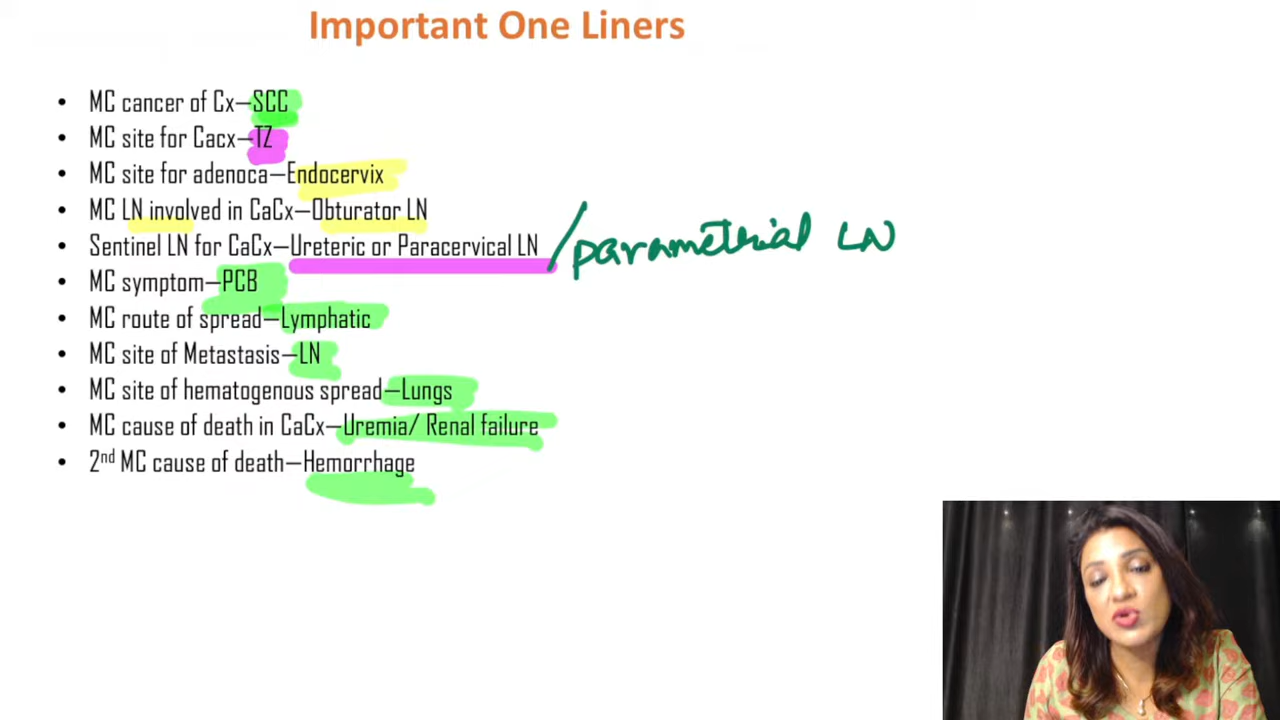 Important One Liners
• MC cancer of Cx–SCC
• MC site for Cacx–TZ
• MC site for adenoca–Endocervix
• MC LN involved in CaCx–Obturator LN
• Sentinel LN for CaCx–Ureteric or Paracervical LN / parametrial LN
• MC symptom–PCB
• MC route of spread–Lymphatic
• MC site of Metastasis–LN
• MC site of hematogenous spread–Lungs
• MC cause of death in CaCx–Uremia/ Renal failure
• 2nd MC cause of death–Hemorrhage